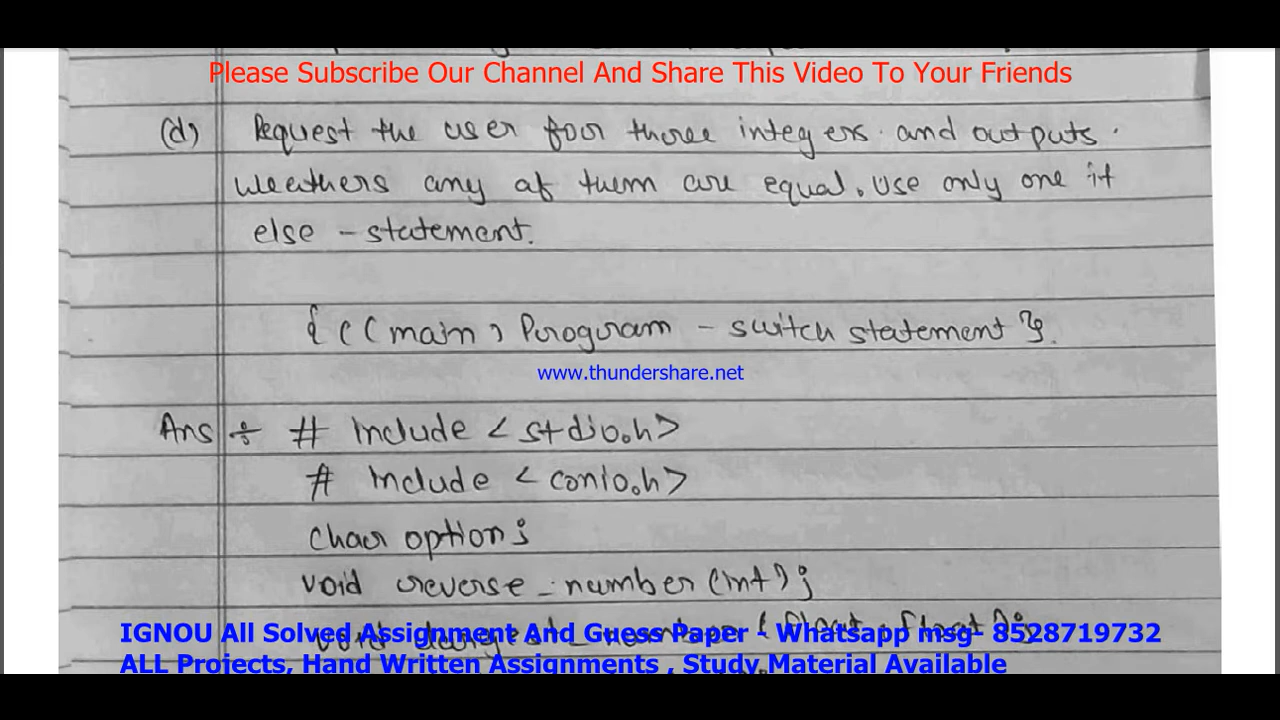 Please Subscribe Our Channel And Share This Video To Your Friends
(d) Request the user foor three integers and outputs.
weathers any of them are equal. Use only one if
else - statement.
{ ( (main) Porogoram - switch statement }.
www.thundershare.net
Ans ÷ # include <stdio.h>
# include <conio.h>
char option;
void reverse_number (int);
IGNOU All Solved Assignment And Guess Paper - Whatsapp msg- 8528719732
ALL Projects, Hand Written Assignments , Study Material Available